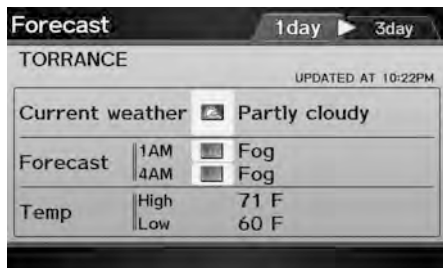 Forecast 1day 3day
TORRANCE
UPDATED AT 10:22PM
Current weather Partly cloudy
Forecast 1AM Fog
4AM Fog
Temp High 71 F
Low 60 F